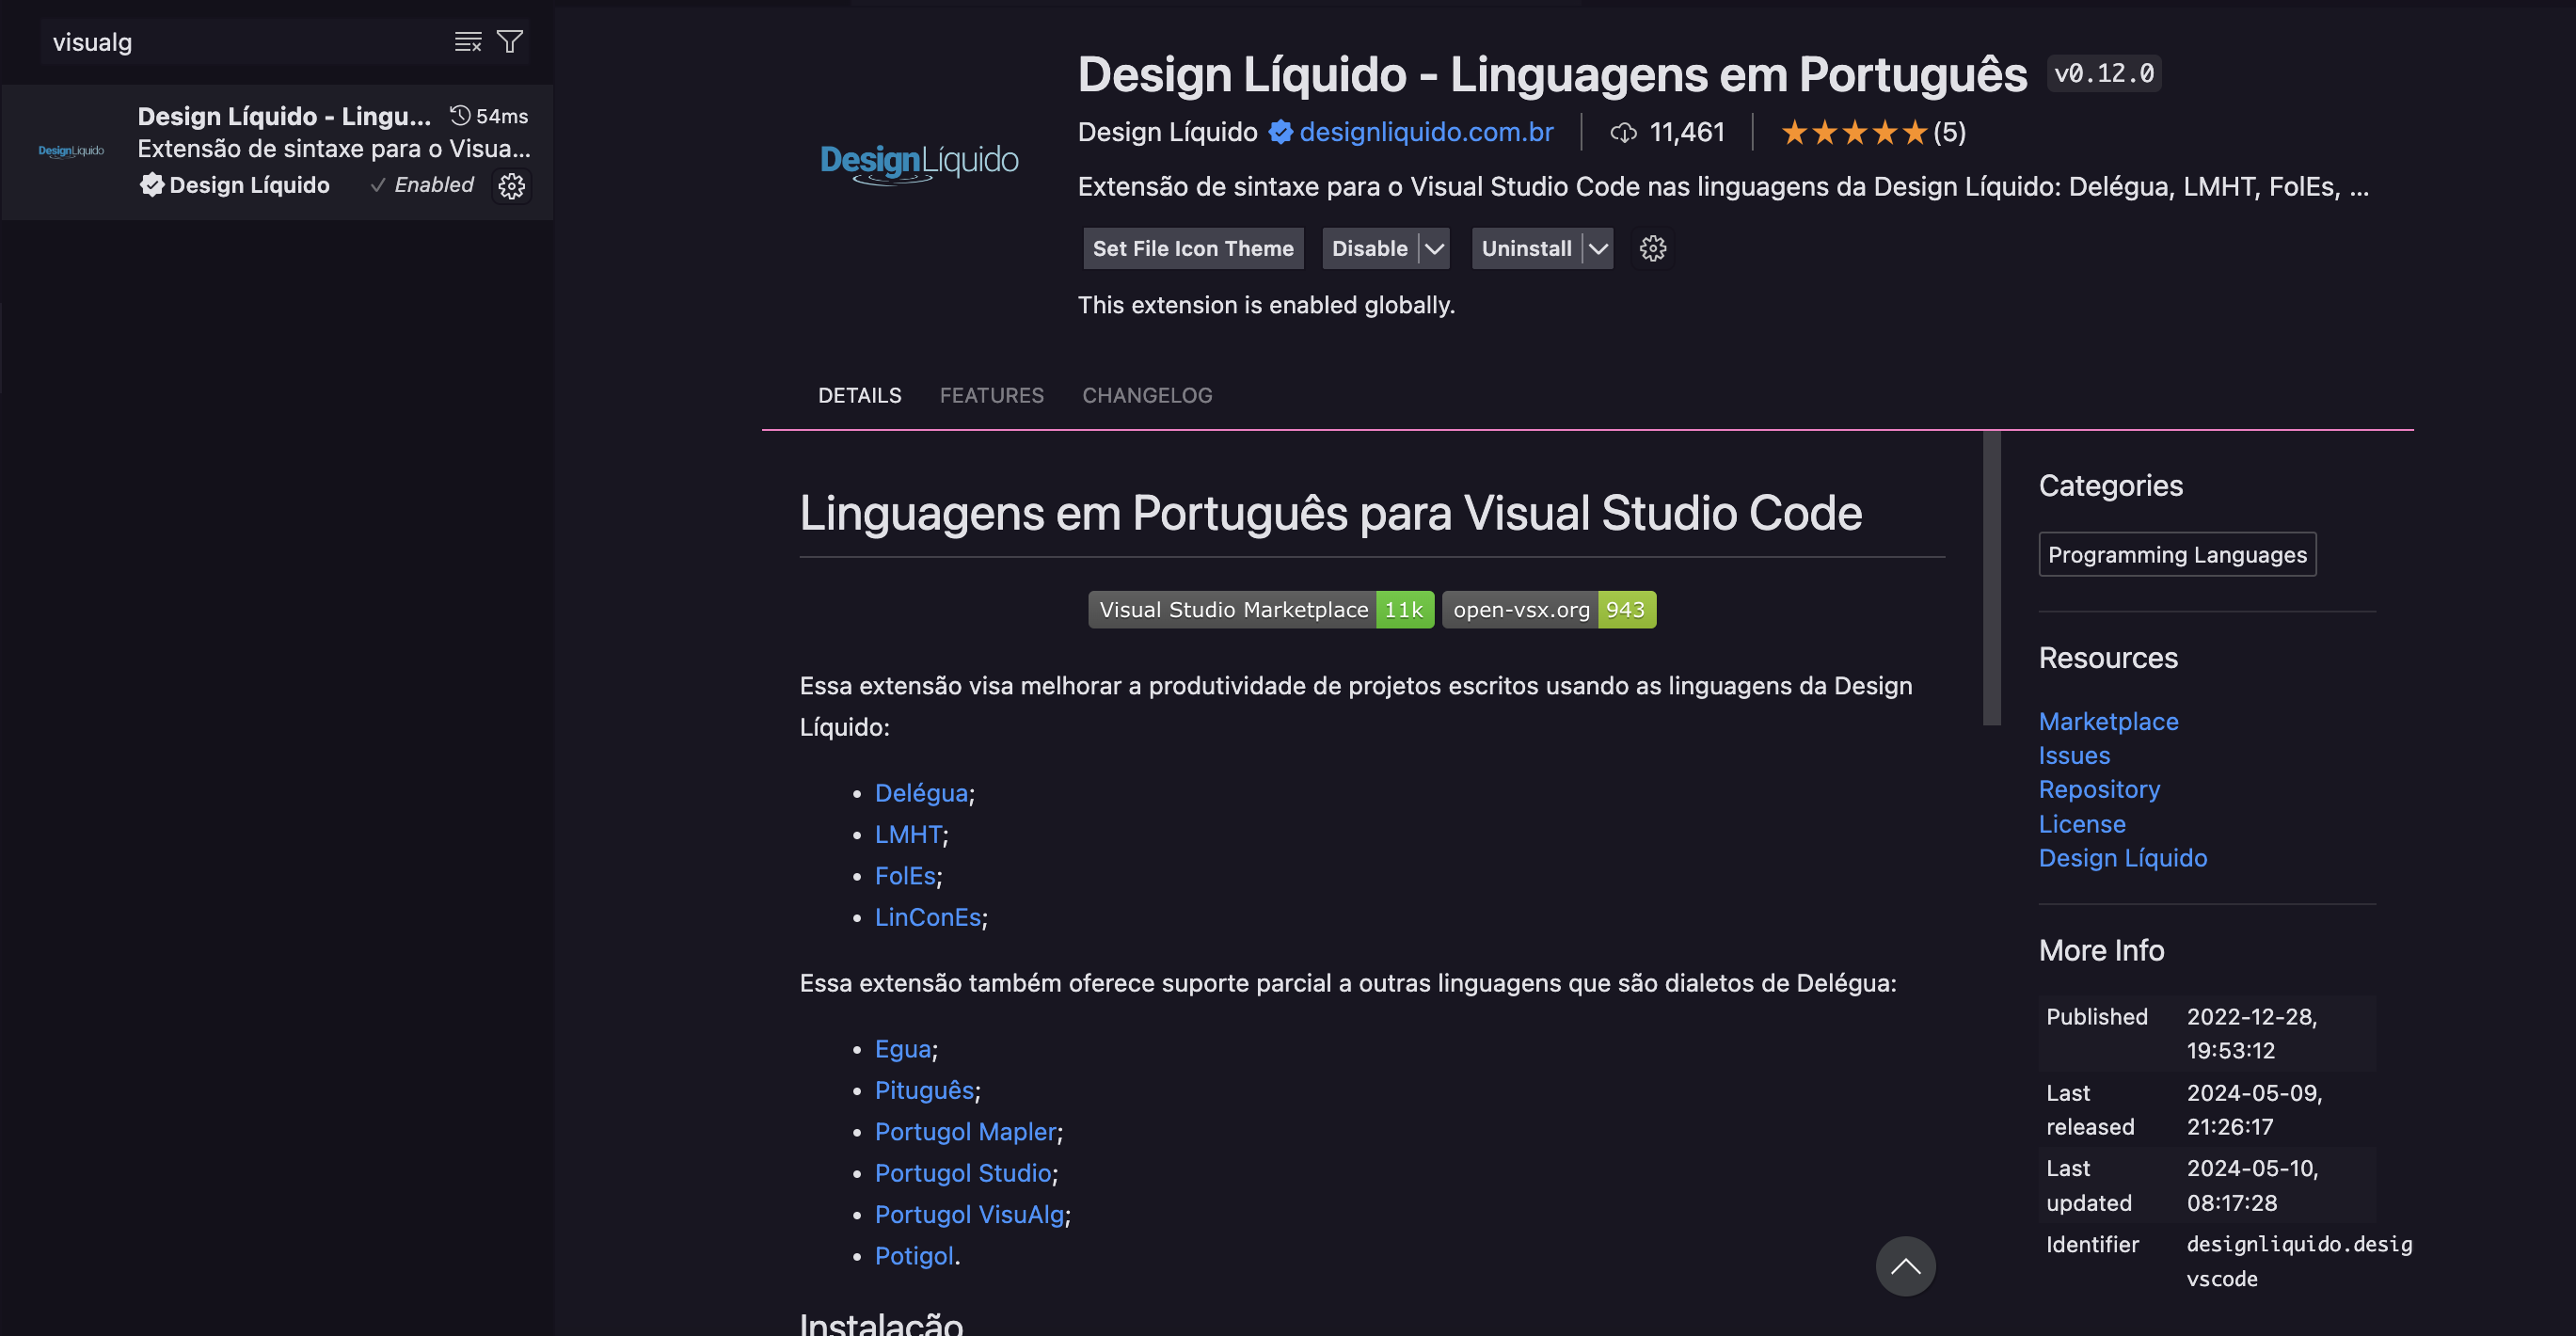 visualg
Design Líquido - Lingu... 54ms
Extensão de sintaxe para o Visua...
Design Líquido Enabled
DesignLíquido
DesignLíquido
Design Líquido - Linguagens em Português v0.12.0
Design Líquido designliquido.com.br 11,461 (5)
Extensão de sintaxe para o Visual Studio Code nas linguagens da Design Líquido: Delégua, LMHT, FolEs, ...
Set File Icon Theme Disable Uninstall
This extension is enabled globally.
DETAILS FEATURES CHANGELOG
Linguagens em Português para Visual Studio Code
Visual Studio Marketplace 11k open-vsx.org 943
Essa extensão visa melhorar a produtividade de projetos escritos usando as linguagens da Design
Líquido:
• Delégua;
• LMHT;
• FolEs;
• LinConEs;
Essa extensão também oferece suporte parcial a outras linguagens que são dialetos de Delégua:
• Egua;
• Pituguês;
• Portugol Mapler;
• Portugol Studio;
• Portugol VisuAlg;
• Potigol.
Instalação
Categories
Programming Languages
Resources
Marketplace
Issues
Repository
License
Design Líquido
More Info
Published 2022-12-28,
19:53:12
Last 2024-05-09,
released 21:26:17
Last 2024-05-10,
updated 08:17:28
Identifier designliquido.desig
vscode